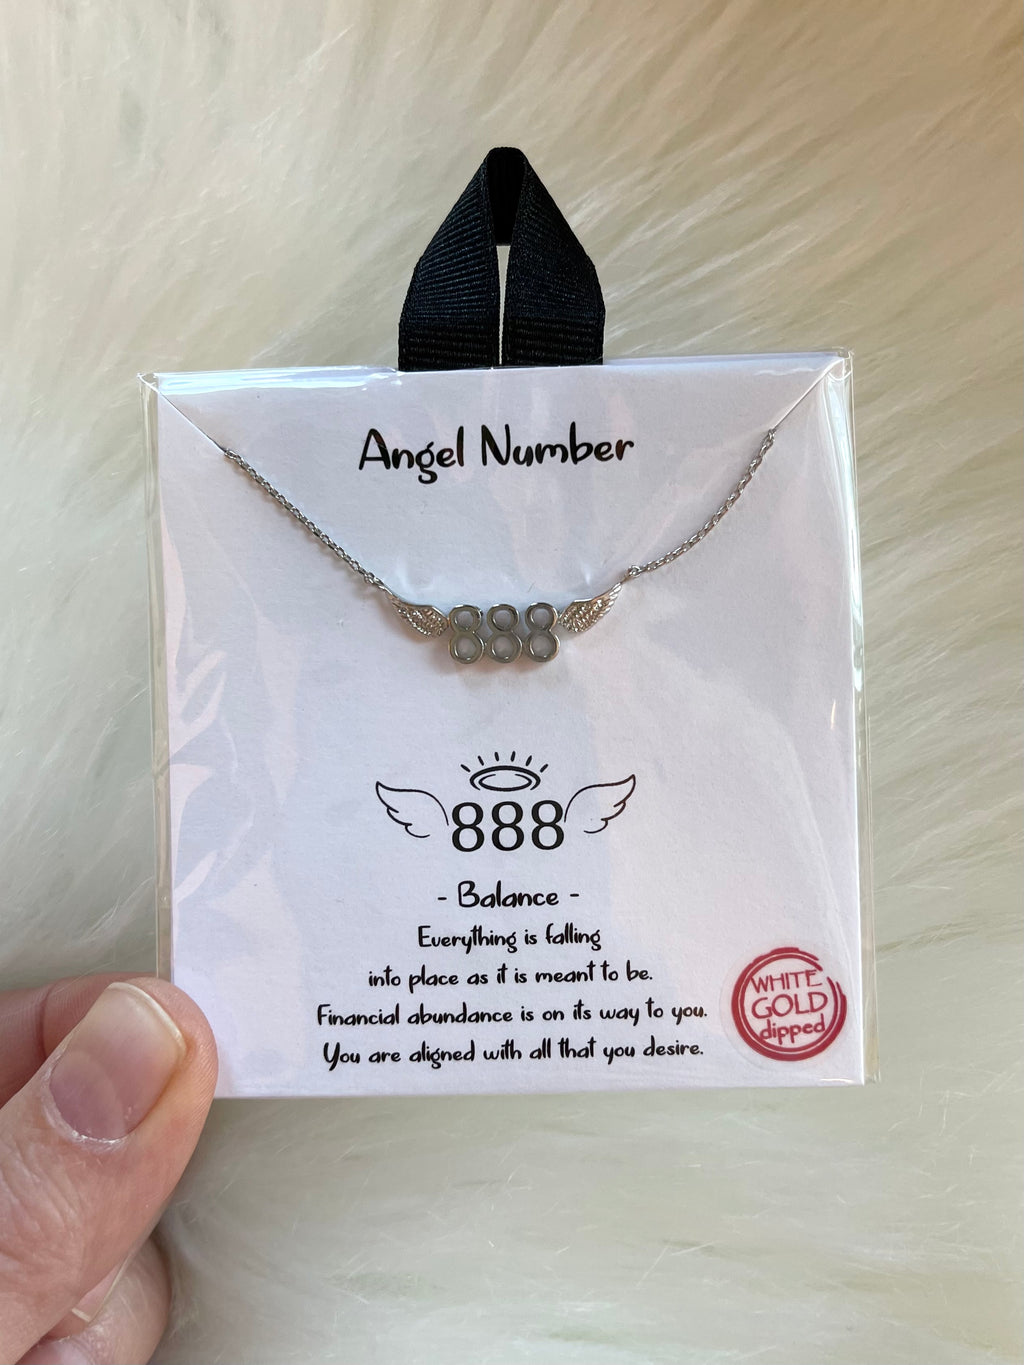 Angel Number
888
888
- Balance -
Everything is falling
into place as it is meant to be.
Financial abundance is on its way to you.
You are aligned with all that you desire.
WHITE
GOLD
dipped